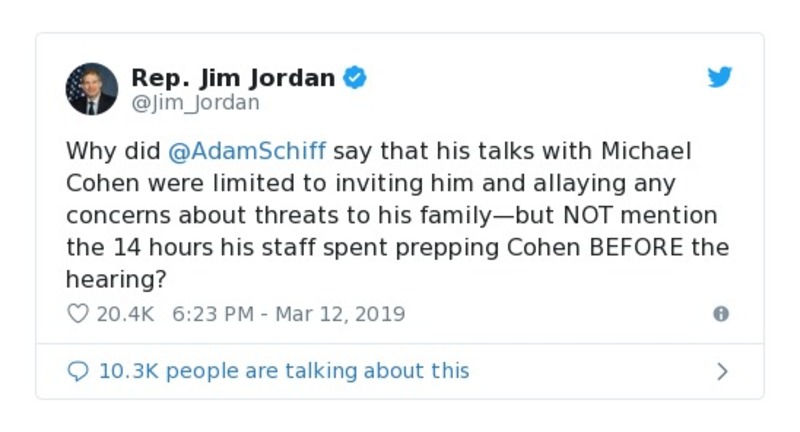 Rep. Jim Jordan
@Jim_Jordan
Why did @AdamSchiff say that his talks with Michael
Cohen were limited to inviting him and allaying any
concerns about threats to his family—but NOT mention
the 14 hours his staff spent prepping Cohen BEFORE the
hearing?
20.4K 6:23 PM - Mar 12, 2019
10.3K people are talking about this